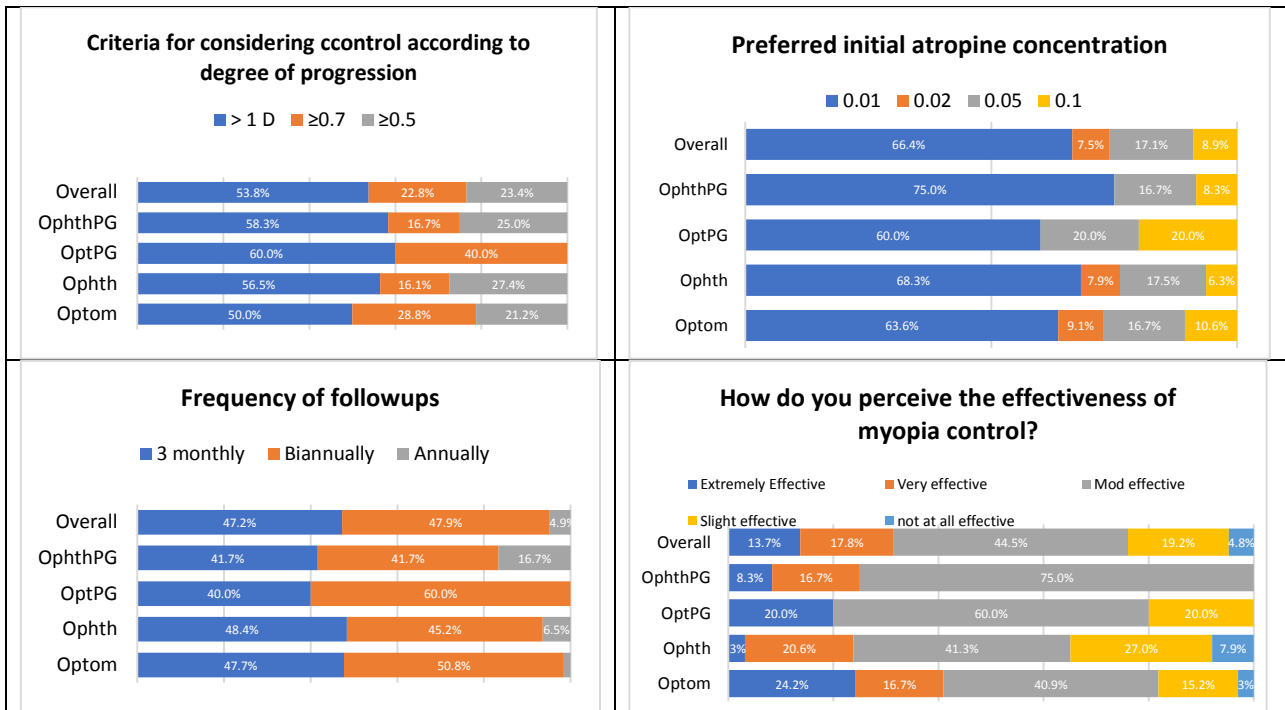 Criteria for considering ccontrol according to
degree of progression
> 1 D ≥0.7 ≥0.5
Overall 53.8% 22.8% 23.4%
OphthPG 58.3% 16.7% 25.0%
OptPG 60.0% 40.0%
Ophth 56.5% 16.1% 27.4%
Optom 50.0% 28.8% 21.2%
Preferred initial atropine concentration
0.01 0.02 0.05 0.1
Overall 66.4% 7.5% 17.1% 8.9%
OphthPG 75.0% 16.7% 8.3%
OptPG 60.0% 20.0% 20.0%
Ophth 68.3% 7.9% 17.5% 6.3%
Optom 63.6% 9.1% 16.7% 10.6%
Frequency of followups
3 monthly Biannually Annually
Overall 47.2% 47.9% 4.9%
OphthPG 41.7% 41.7% 16.7%
OptPG 40.0% 60.0%
Ophth 48.4% 45.2% 6.5%
Optom 47.7% 50.8%
How do you perceive the effectiveness of
myopia control?
Extremely Effective Very effective Mod effective
Slight effective not at all effective
Overall 13.7% 17.8% 44.5% 19.2% 4.8%
OphthPG 8.3% 16.7% 75.0%
OptPG 20.0% 60.0% 20.0%
Ophth 3% 20.6% 41.3% 27.0% 7.9%
Optom 24.2% 16.7% 40.9% 15.2% 3%